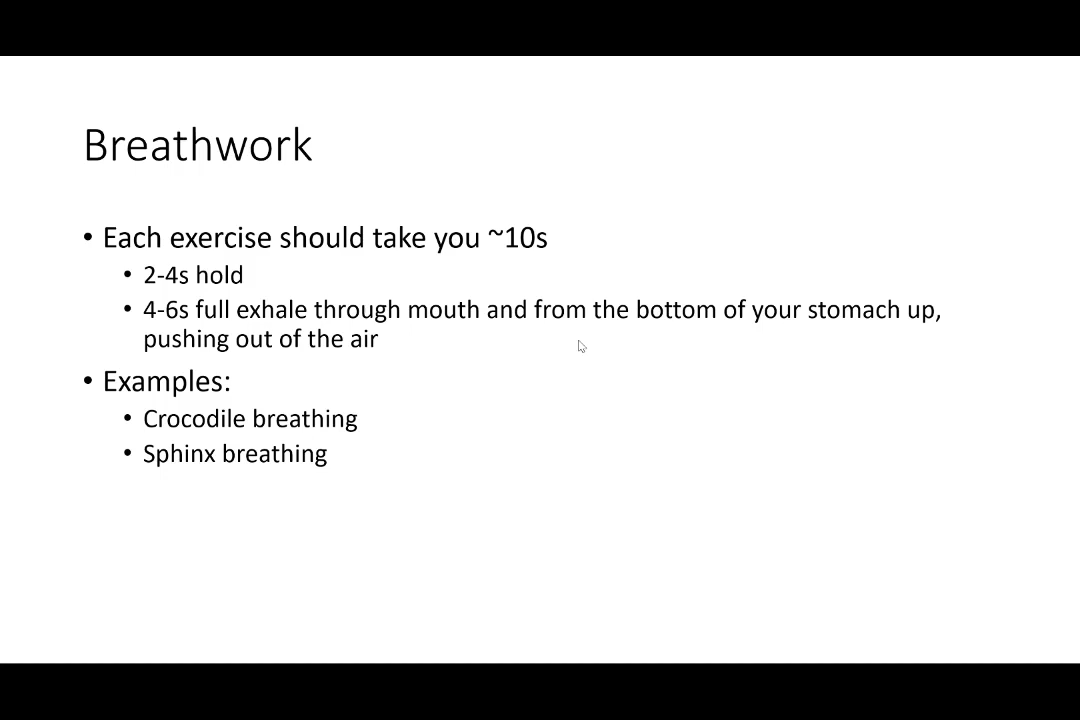 Breathwork
• Each exercise should take you ~10s
• 2-4s hold
• 4-6s full exhale through mouth and from the bottom of your stomach up,
pushing out of the air
• Examples:
• Crocodile breathing
• Sphinx breathing